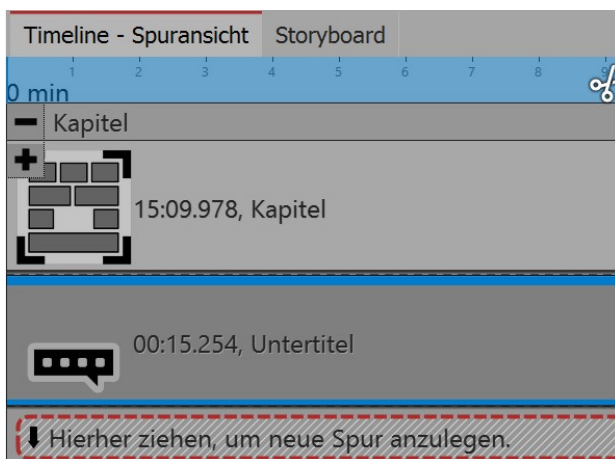 Timeline - Spuransicht Storyboard
1 2 3 4 5 6 7 8 9
0 min
Kapitel
15:09.978, Kapitel
00:15.254, Untertitel
Hierher ziehen, um neue Spur anzulegen.